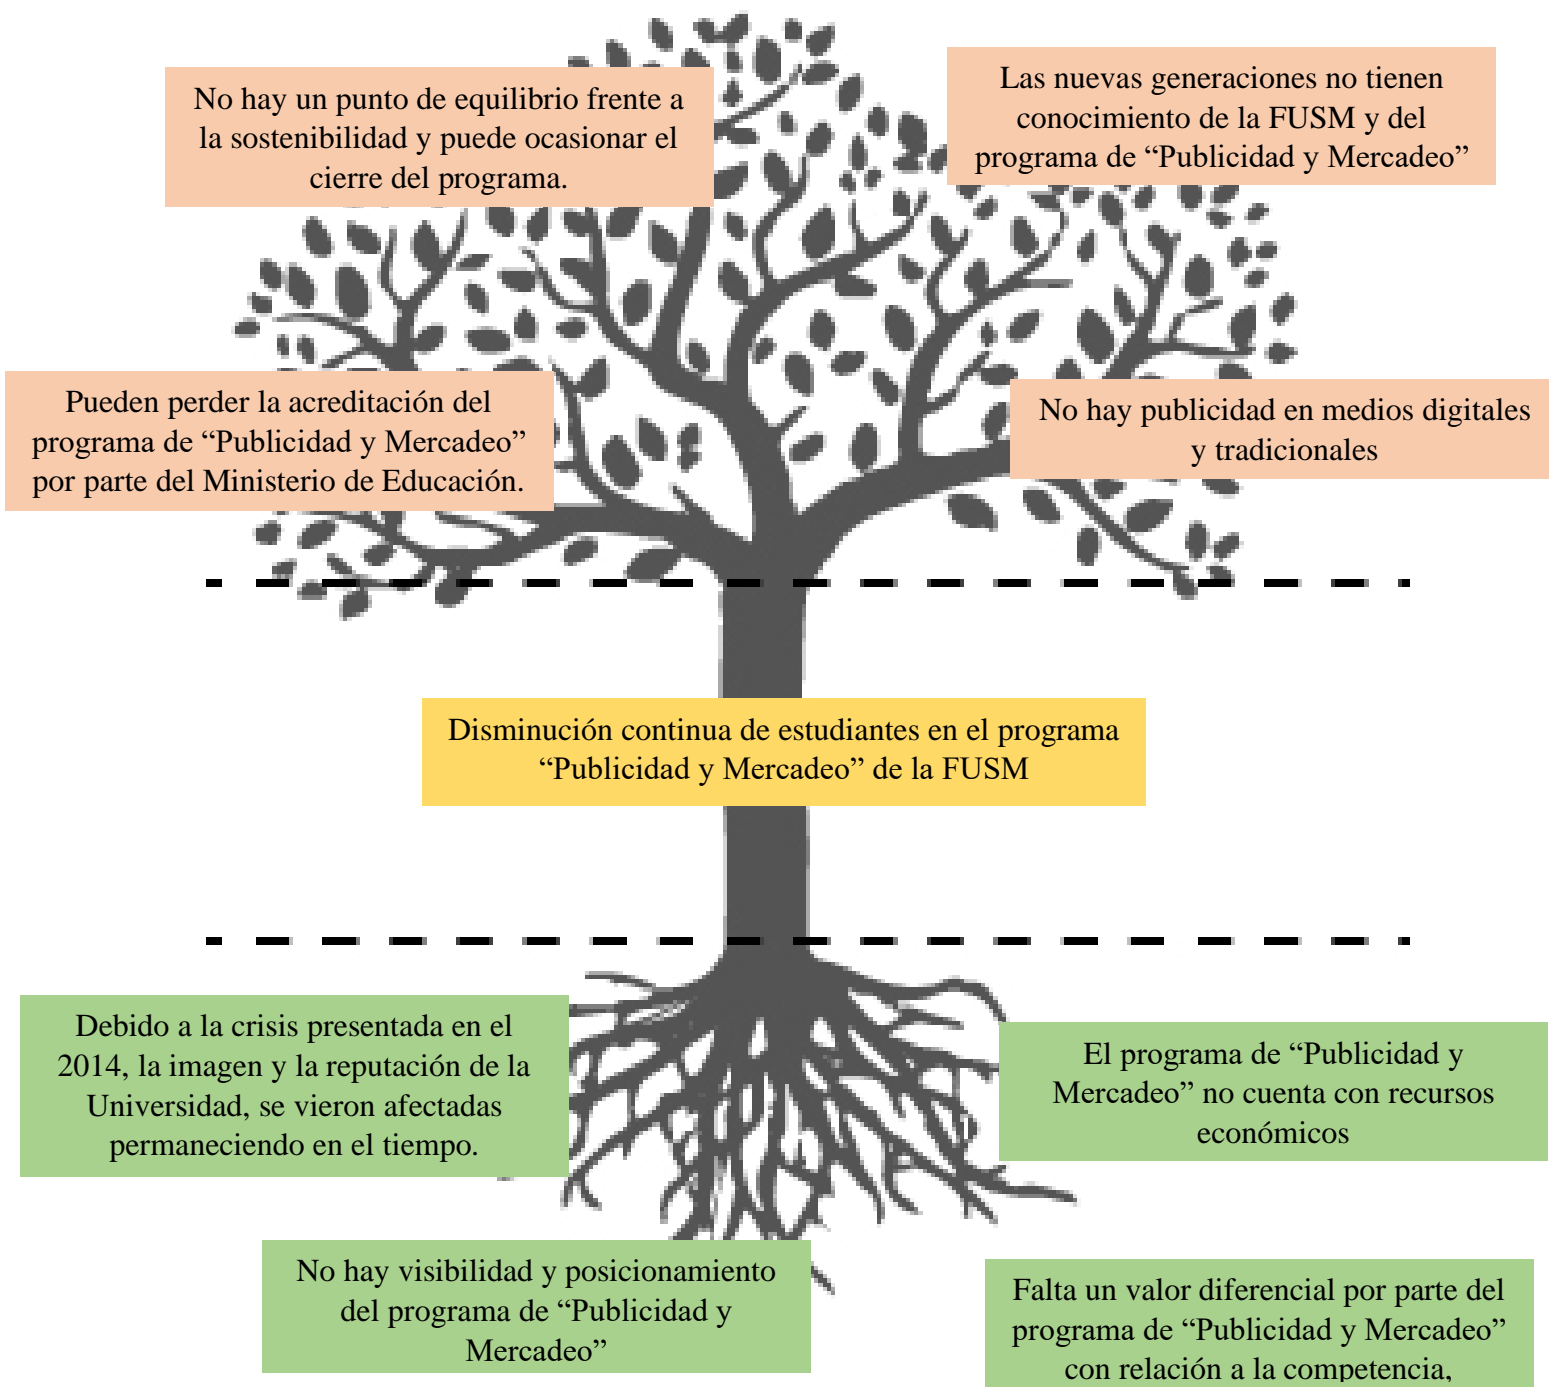 No hay un punto de equilibrio frente a
la sostenibilidad y puede ocasionar el
cierre del programa.
Las nuevas generaciones no tienen
conocimiento de la FUSM y del
programa de “Publicidad y Mercadeo”
Pueden perder la acreditación del
programa de “Publicidad y Mercadeo”
por parte del Ministerio de Educación.
No hay publicidad en medios digitales
y tradicionales
Disminución continua de estudiantes en el programa
“Publicidad y Mercadeo” de la FUSM
Debido a la crisis presentada en el
2014, la imagen y la reputación de la
Universidad, se vieron afectadas
permaneciendo en el tiempo.
El programa de “Publicidad y
Mercadeo” no cuenta con recursos
económicos
No hay visibilidad y posicionamiento
del programa de “Publicidad y
Mercadeo”
Falta un valor diferencial por parte del
programa de “Publicidad y Mercadeo”
con relación a la competencia,